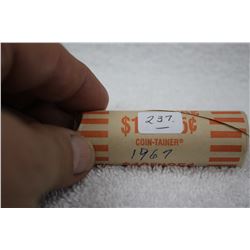 $1 5¢
237.
COIN-TAINER®
1967